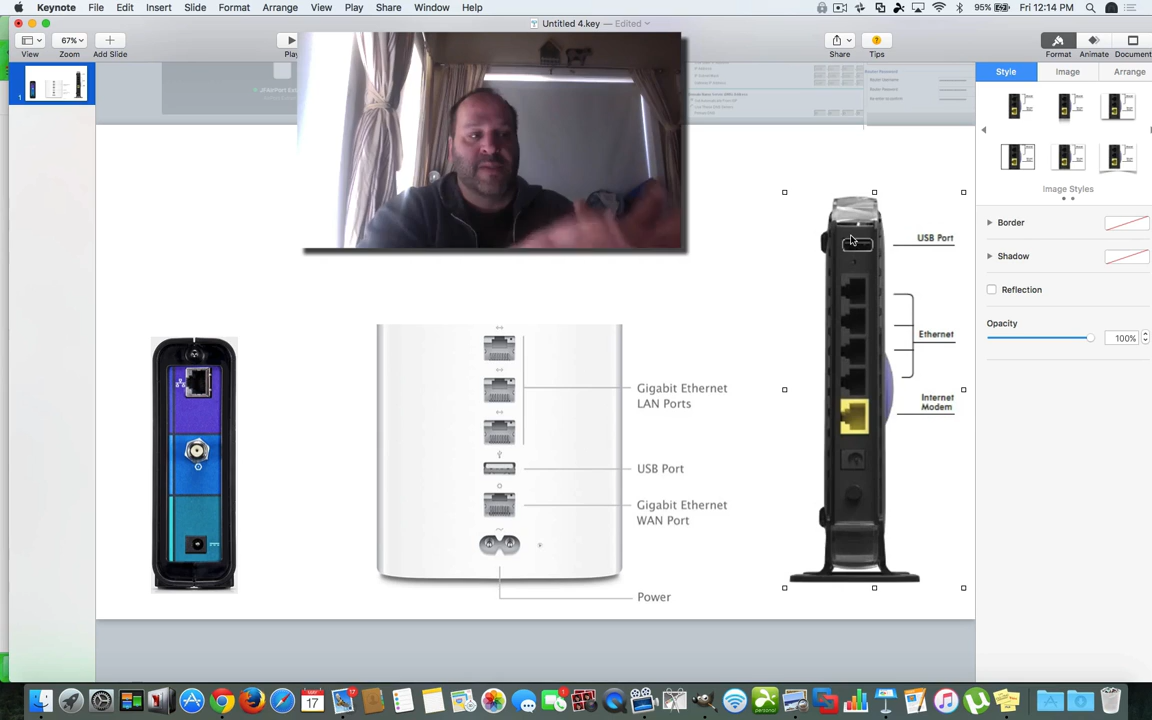 Keynote File Edit Insert Slide Format Arrange View Play Share Window Help
95% Fri 12:14 PM
Untitled 4.key — Edited
67%
View Zoom Add Slide Play Share Tips Format Animate Document
Style Image Arrange
1
Image Styles
Border
Shadow
Reflection
Opacity
100%
USB Port
Ethernet
Internet
Modem
Gigabit Ethernet
LAN Ports
USB Port
Gigabit Ethernet
WAN Port
Power
JAN
17